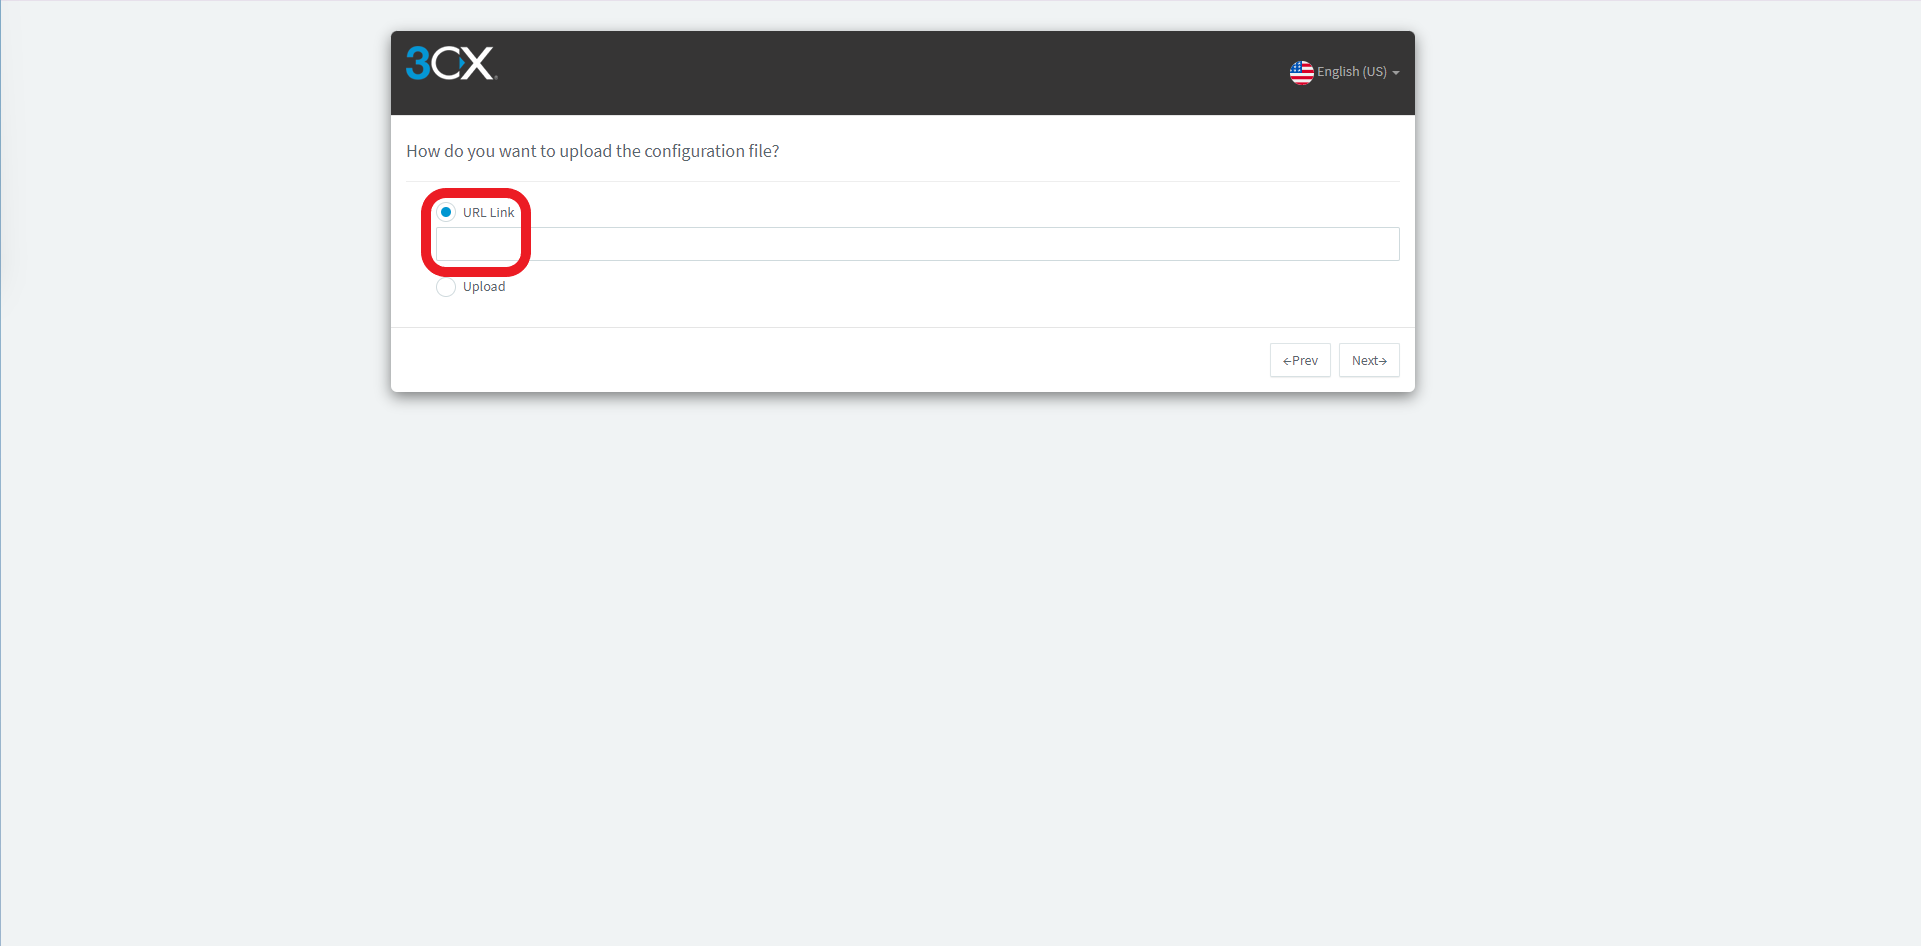 3CX
English (US)
How do you want to upload the configuration file?
URL Link
Upload
←Prev Next→